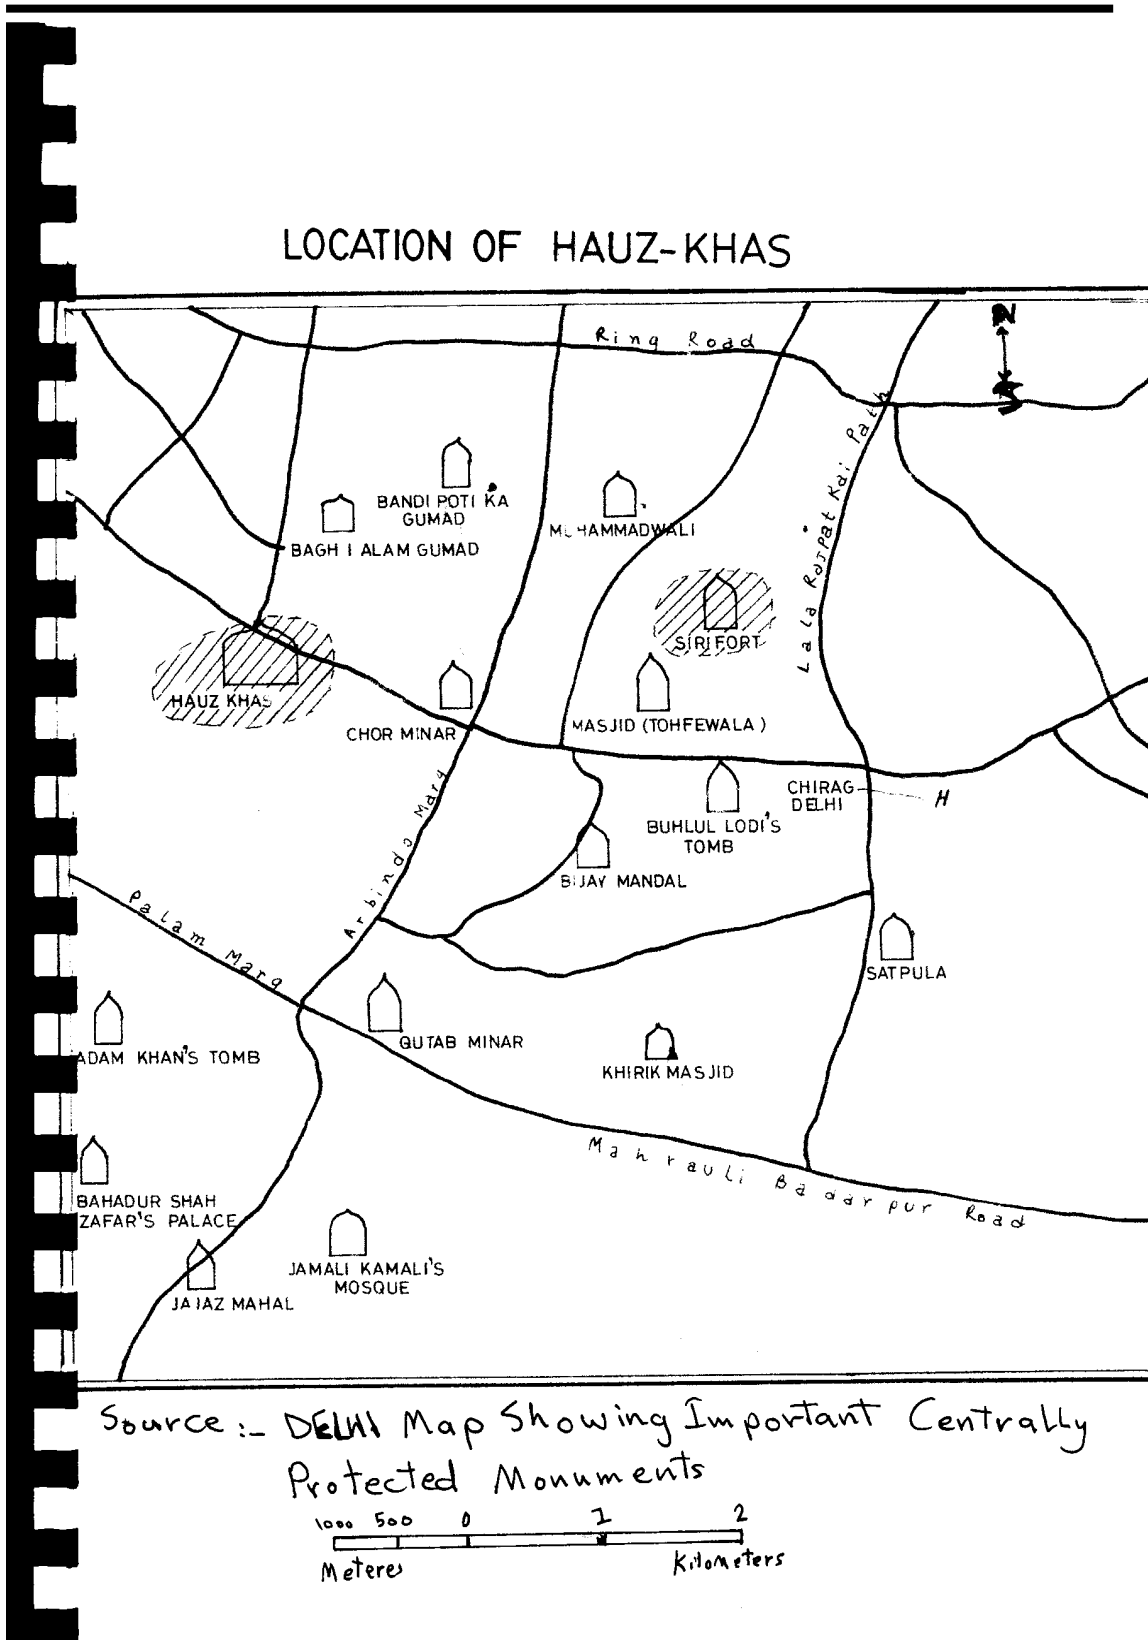 LOCATION OF HAUZ-KHAS
N
Ring Road
Lala Rajpat Rai Path
BANDI POTI KA
GUMAD
BAGH I ALAM GUMAD
MUHAMMADWALI
SIRI FORT
HAUZ KHAS
CHOR MINAR
MASJID (TOHFEWALA)
CHIRAG
DELHI
H
BUHLUL LODI'S
TOMB
BIJAY MANDAL
Arbindo Marg
Palam Marg
SATPULA
QUTAB MINAR
ADAM KHAN'S TOMB
KHIRIK MASJID
Mahrauli Badarpur Road
BAHADUR SHAH
ZAFAR'S PALACE
JAMALI KAMALI'S
MOSQUE
JAJAZ MAHAL
Source :- DELHI Map Showing Important Centrally
Protected Monuments
1000 500 0 1 2
Meteres Kilometers